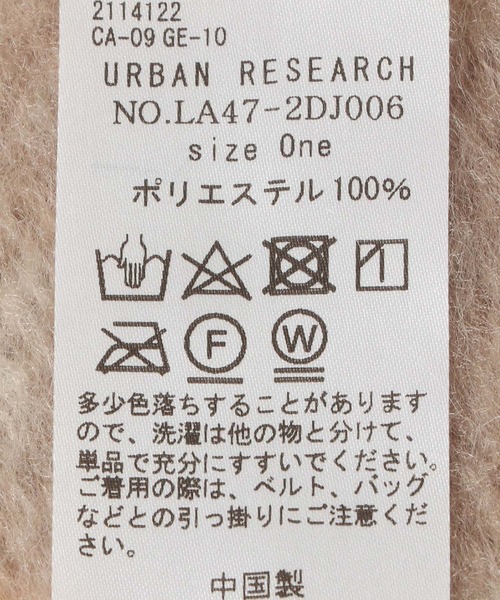 2114122
CA-09 GE-10
URBAN RESEARCH
NO.LA47-2DJ006
size One
ポリエステル100%
F W
多少色落ちすることがあります
ので、洗濯は他の物と分けて、
単品で充分にすすいでください。
ご着用の際は、ベルト、バッグ
などとの引っ掛りにご注意くだ
さい。
中国製